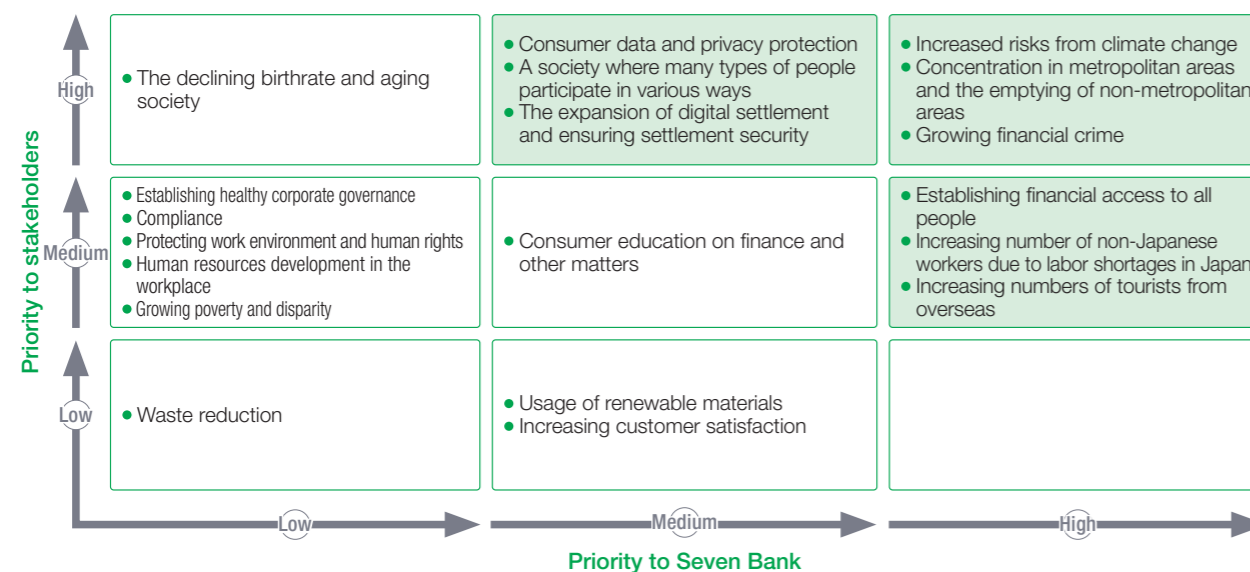 Priority to stakeholders
High
• The declining birthrate and aging
society
• Consumer data and privacy protection
• A society where many types of people
participate in various ways
• The expansion of digital settlement
and ensuring settlement security
• Increased risks from climate change
• Concentration in metropolitan areas
and the emptying of non-metropolitan
areas
• Growing financial crime
Medium
• Establishing healthy corporate governance
• Compliance
• Protecting work environment and human rights
• Human resources development in the
workplace
• Growing poverty and disparity
• Consumer education on finance and
other matters
• Establishing financial access to all
people
• Increasing number of non-Japanese
workers due to labor shortages in Japan
• Increasing numbers of tourists from
overseas
Low
• Waste reduction
• Usage of renewable materials
• Increasing customer satisfaction
Low
Medium
High
Priority to Seven Bank